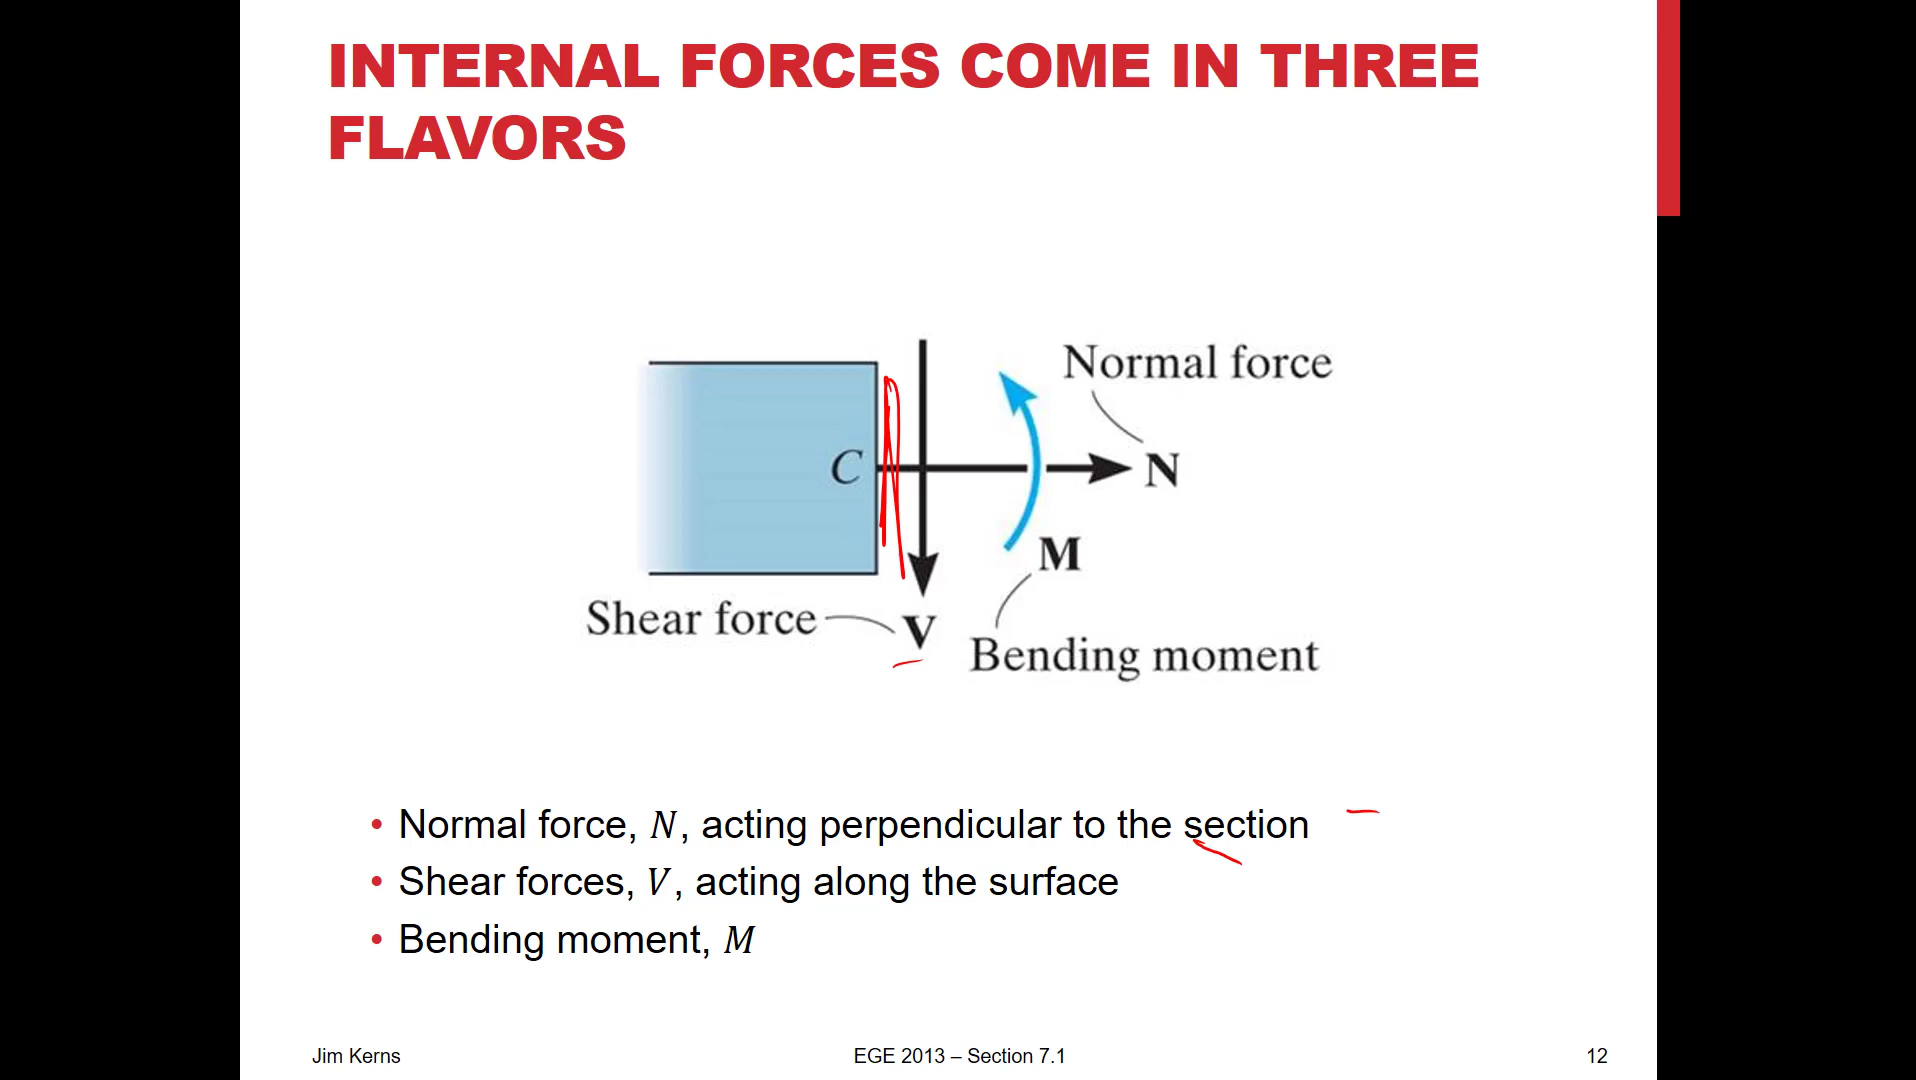 INTERNAL FORCES COME IN THREE
FLAVORS
Normal force
C
N
M
Shear force
V
Bending moment
• Normal force, N, acting perpendicular to the section
• Shear forces, V, acting along the surface
• Bending moment, M
Jim Kerns
EGE 2013 – Section 7.1
12